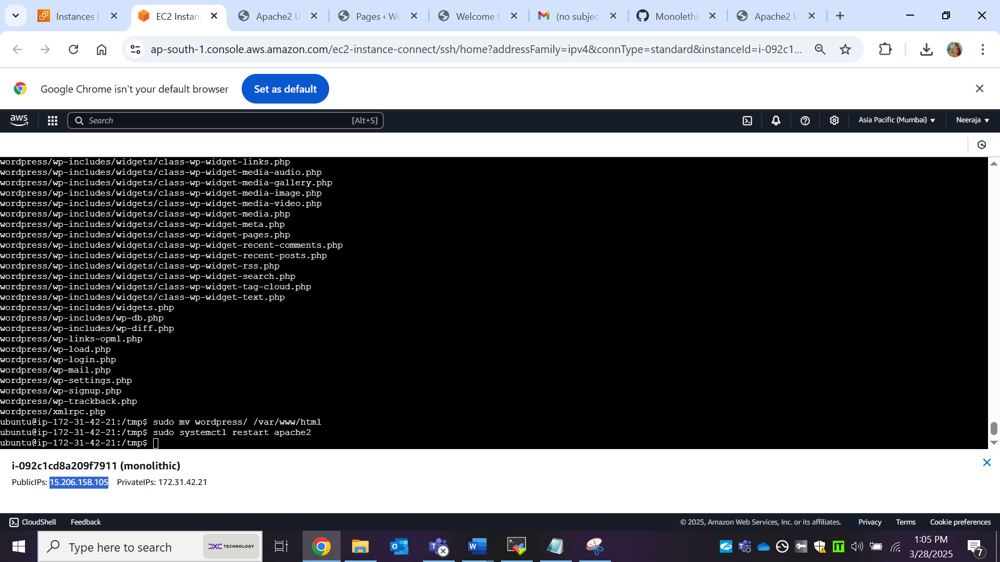 Instances |
EC2 Instan
Apache2 U
Pages ‹ Wo
Welcome t
(no subjec
Monolethi
Apache2 U
ap-south-1.console.aws.amazon.com/ec2-instance-connect/ssh/home?addressFamily=ipv4&connType=standard&instanceId=i-092c1...
Google Chrome isn't your default browser
Set as default
aws
Search
[Alt+S]
Asia Pacific (Mumbai)
Neeraja
wordpress/wp-includes/widgets/class-wp-widget-links.php
wordpress/wp-includes/widgets/class-wp-widget-media-audio.php
wordpress/wp-includes/widgets/class-wp-widget-media-gallery.php
wordpress/wp-includes/widgets/class-wp-widget-media-image.php
wordpress/wp-includes/widgets/class-wp-widget-media-video.php
wordpress/wp-includes/widgets/class-wp-widget-media.php
wordpress/wp-includes/widgets/class-wp-widget-meta.php
wordpress/wp-includes/widgets/class-wp-widget-pages.php
wordpress/wp-includes/widgets/class-wp-widget-recent-comments.php
wordpress/wp-includes/widgets/class-wp-widget-recent-posts.php
wordpress/wp-includes/widgets/class-wp-widget-rss.php
wordpress/wp-includes/widgets/class-wp-widget-search.php
wordpress/wp-includes/widgets/class-wp-widget-tag-cloud.php
wordpress/wp-includes/widgets/class-wp-widget-text.php
wordpress/wp-includes/widgets.php
wordpress/wp-includes/wp-db.php
wordpress/wp-includes/wp-diff.php
wordpress/wp-links-opml.php
wordpress/wp-load.php
wordpress/wp-login.php
wordpress/wp-mail.php
wordpress/wp-settings.php
wordpress/wp-signup.php
wordpress/wp-trackback.php
wordpress/xmlrpc.php
ubuntu@ip-172-31-42-21:/tmp$ sudo mv wordpress/ /var/www/html
ubuntu@ip-172-31-42-21:/tmp$ sudo systemctl restart apache2
ubuntu@ip-172-31-42-21:/tmp$
i-092c1cd8a209f7911 (monolithic)
PublicIPs: 15.206.158.105 PrivateIPs: 172.31.42.21
CloudShell
Feedback
© 2025, Amazon Web Services, Inc. or its affiliates.
Privacy
Terms
Cookie preferences
Type here to search
DXC TECHNOLOGY
1:05 PM
3/28/2025
7